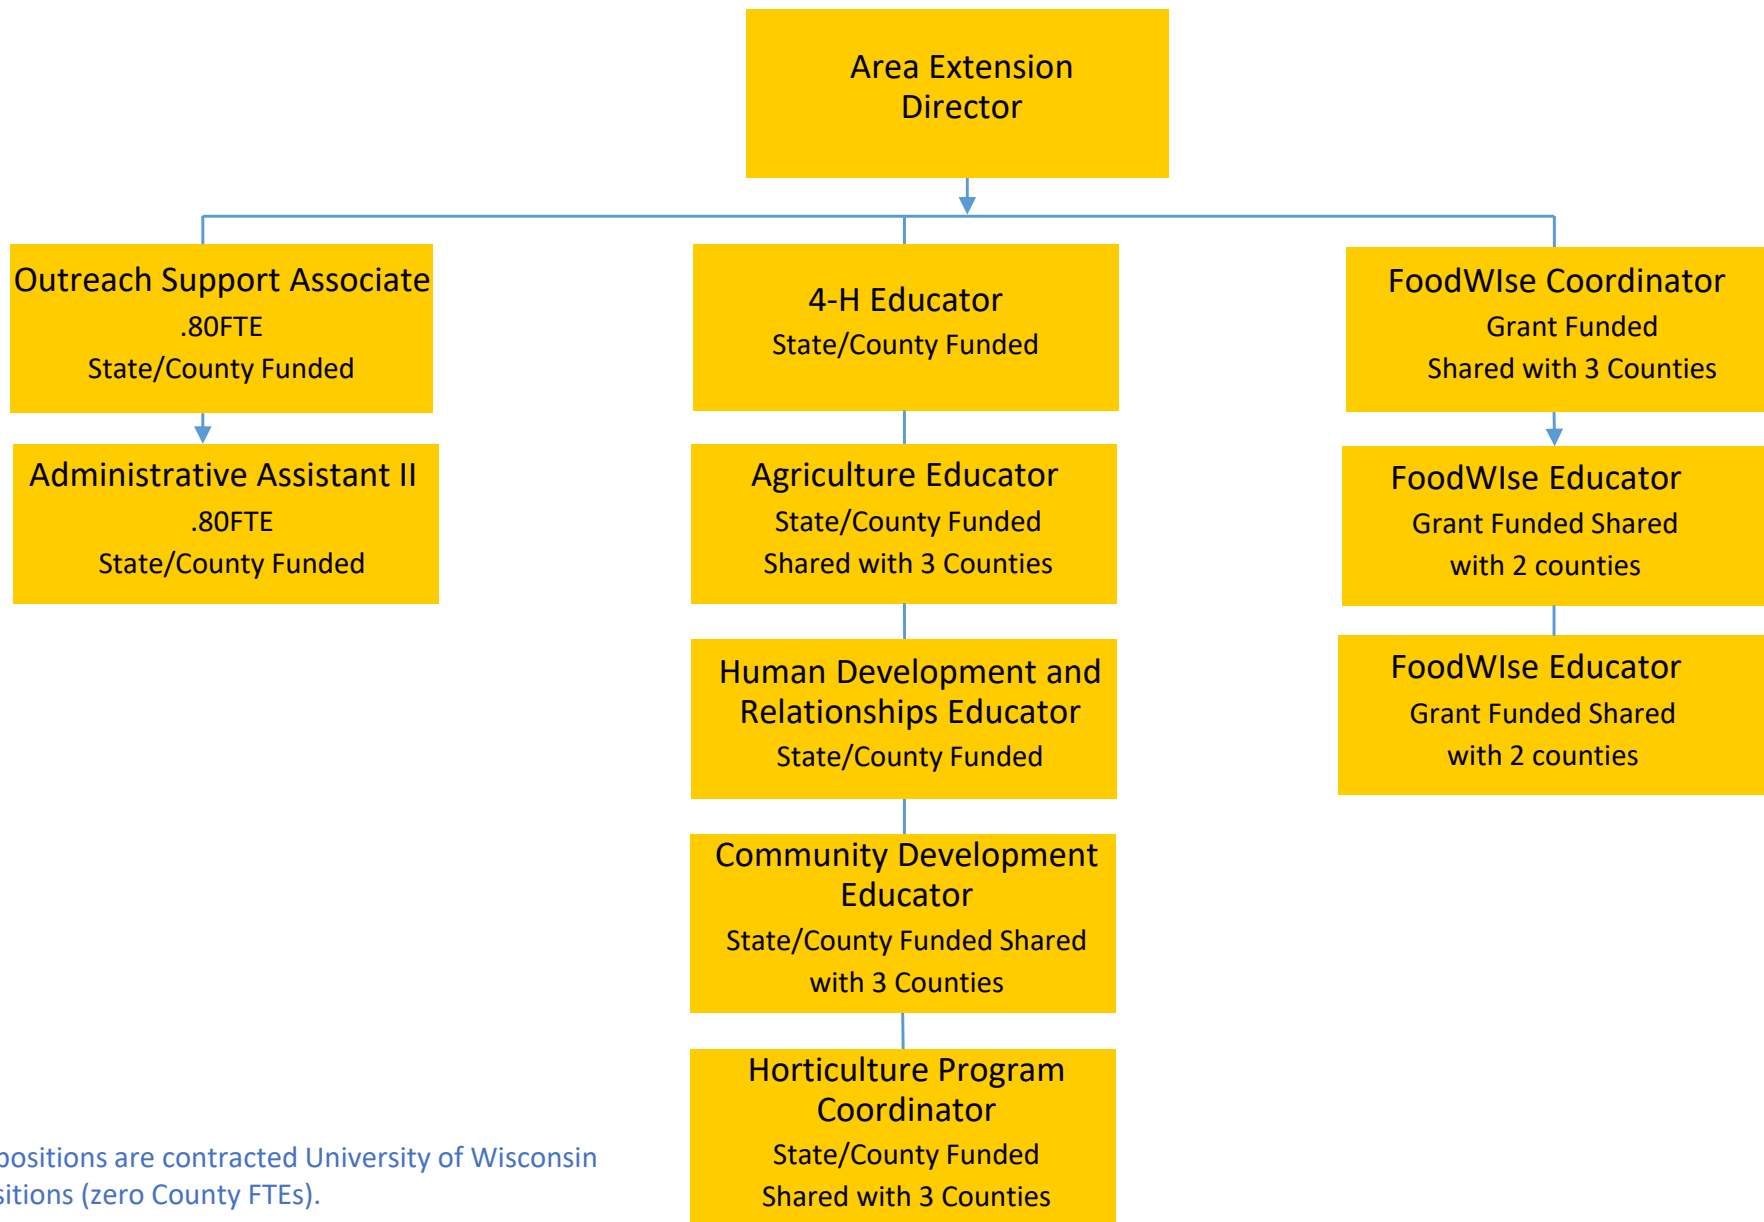 Area Extension
Director
Outreach Support Associate
.80FTE
State/County Funded
Administrative Assistant II
.80FTE
State/County Funded
4-H Educator
State/County Funded
Agriculture Educator
State/County Funded
Shared with 3 Counties
Human Development and
Relationships Educator
State/County Funded
Community Development
Educator
State/County Funded Shared
with 3 Counties
Horticulture Program
Coordinator
State/County Funded
Shared with 3 Counties
FoodWIse Coordinator
Grant Funded
Shared with 3 Counties
FoodWIse Educator
Grant Funded Shared
with 2 counties
FoodWIse Educator
Grant Funded Shared
with 2 counties
positions are contracted University of Wisconsin
sitions (zero County FTEs).